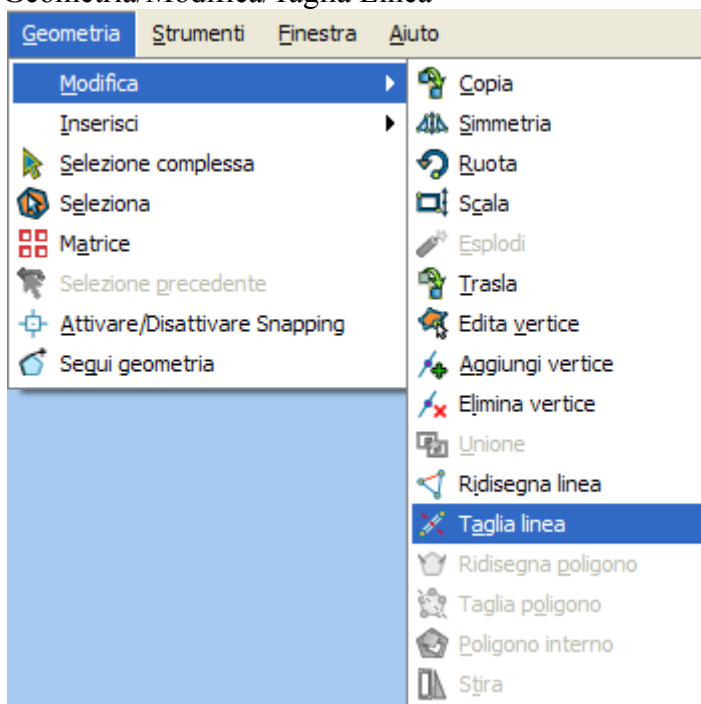 Geometria/Modifica/Taglia Linea
Geometria Strumenti Finestra Aiuto
Modifica
Inserisci
Selezione complessa
Seleziona
Matrice
Selezione precedente
Attivare/Disattivare Snapping
Segui geometria
Copia
Simmetria
Ruota
Scala
Esplodi
Trasla
Edita vertice
Aggiungi vertice
Elimina vertice
Unione
Ridisegna linea
Taglia linea
Ridisegna poligono
Taglia poligono
Poligono interno
Stira